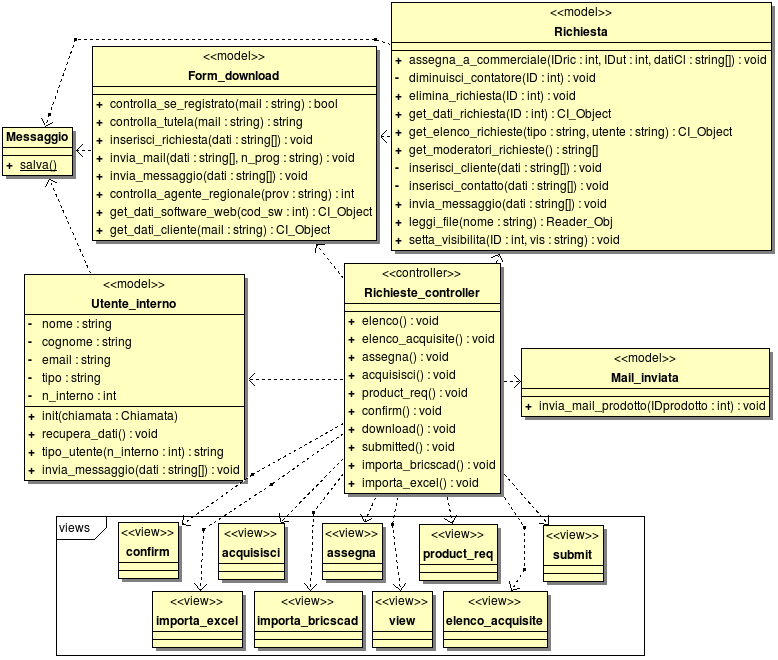 <<model>>
Richiesta
+ assegna_a_commerciale(IDric : int, IDut : int, datiCl : string[]) : void
- diminuisci_contatore(ID : int) : void
+ elimina_richiesta(ID : int) : void
+ get_dati_richiesta(ID : int) : CI_Object
+ get_elenco_richieste(tipo : string, utente : string) : CI_Object
+ get_moderatori_richieste() : string[]
- inserisci_cliente(dati : string[]) : void
- inserisci_contatto(dati : string[]) : void
+ invia_messaggio(dati : string[]) : void
+ leggi_file(nome : string) : Reader_Obj
+ setta_visibilita(ID : int, vis : string) : void
<<model>>
Form_download
+ controlla_se_registrato(mail : string) : bool
+ controlla_tutela(mail : string) : string
+ inserisci_richiesta(dati : string[]) : void
+ invia_mail(dati : string[], n_prog : string) : void
+ invia_messaggio(dati : string[]) : void
+ controlla_agente_regionale(prov : string) : int
+ get_dati_software_web(cod_sw : int) : CI_Object
+ get_dati_cliente(mail : string) : CI_Object
Messaggio
+ salva()
<<model>>
Utente_interno
- nome : string
- cognome : string
- email : string
- tipo : string
- n_interno : int
+ init(chiamata : Chiamata)
+ recupera_dati() : void
+ tipo_utente(n_interno : int) : string
+ invia_messaggio(dati : string[]) : void
<<controller>>
Richieste_controller
+ elenco() : void
+ elenco_acquisite() : void
+ assegna() : void
+ acquisisci() : void
+ product_req() : void
+ confirm() : void
+ download() : void
+ submitted() : void
+ importa_bricscad() : void
+ importa_excel() : void
<<model>>
Mail_inviata
+ invia_mail_prodotto(IDprodotto : int) : void
views
<<view>>
confirm
<<view>>
acquisisci
<<view>>
assegna
<<view>>
product_req
<<view>>
submit
<<view>>
importa_excel
<<view>>
importa_bricscad
<<view>>
view
<<view>>
elenco_acquisite